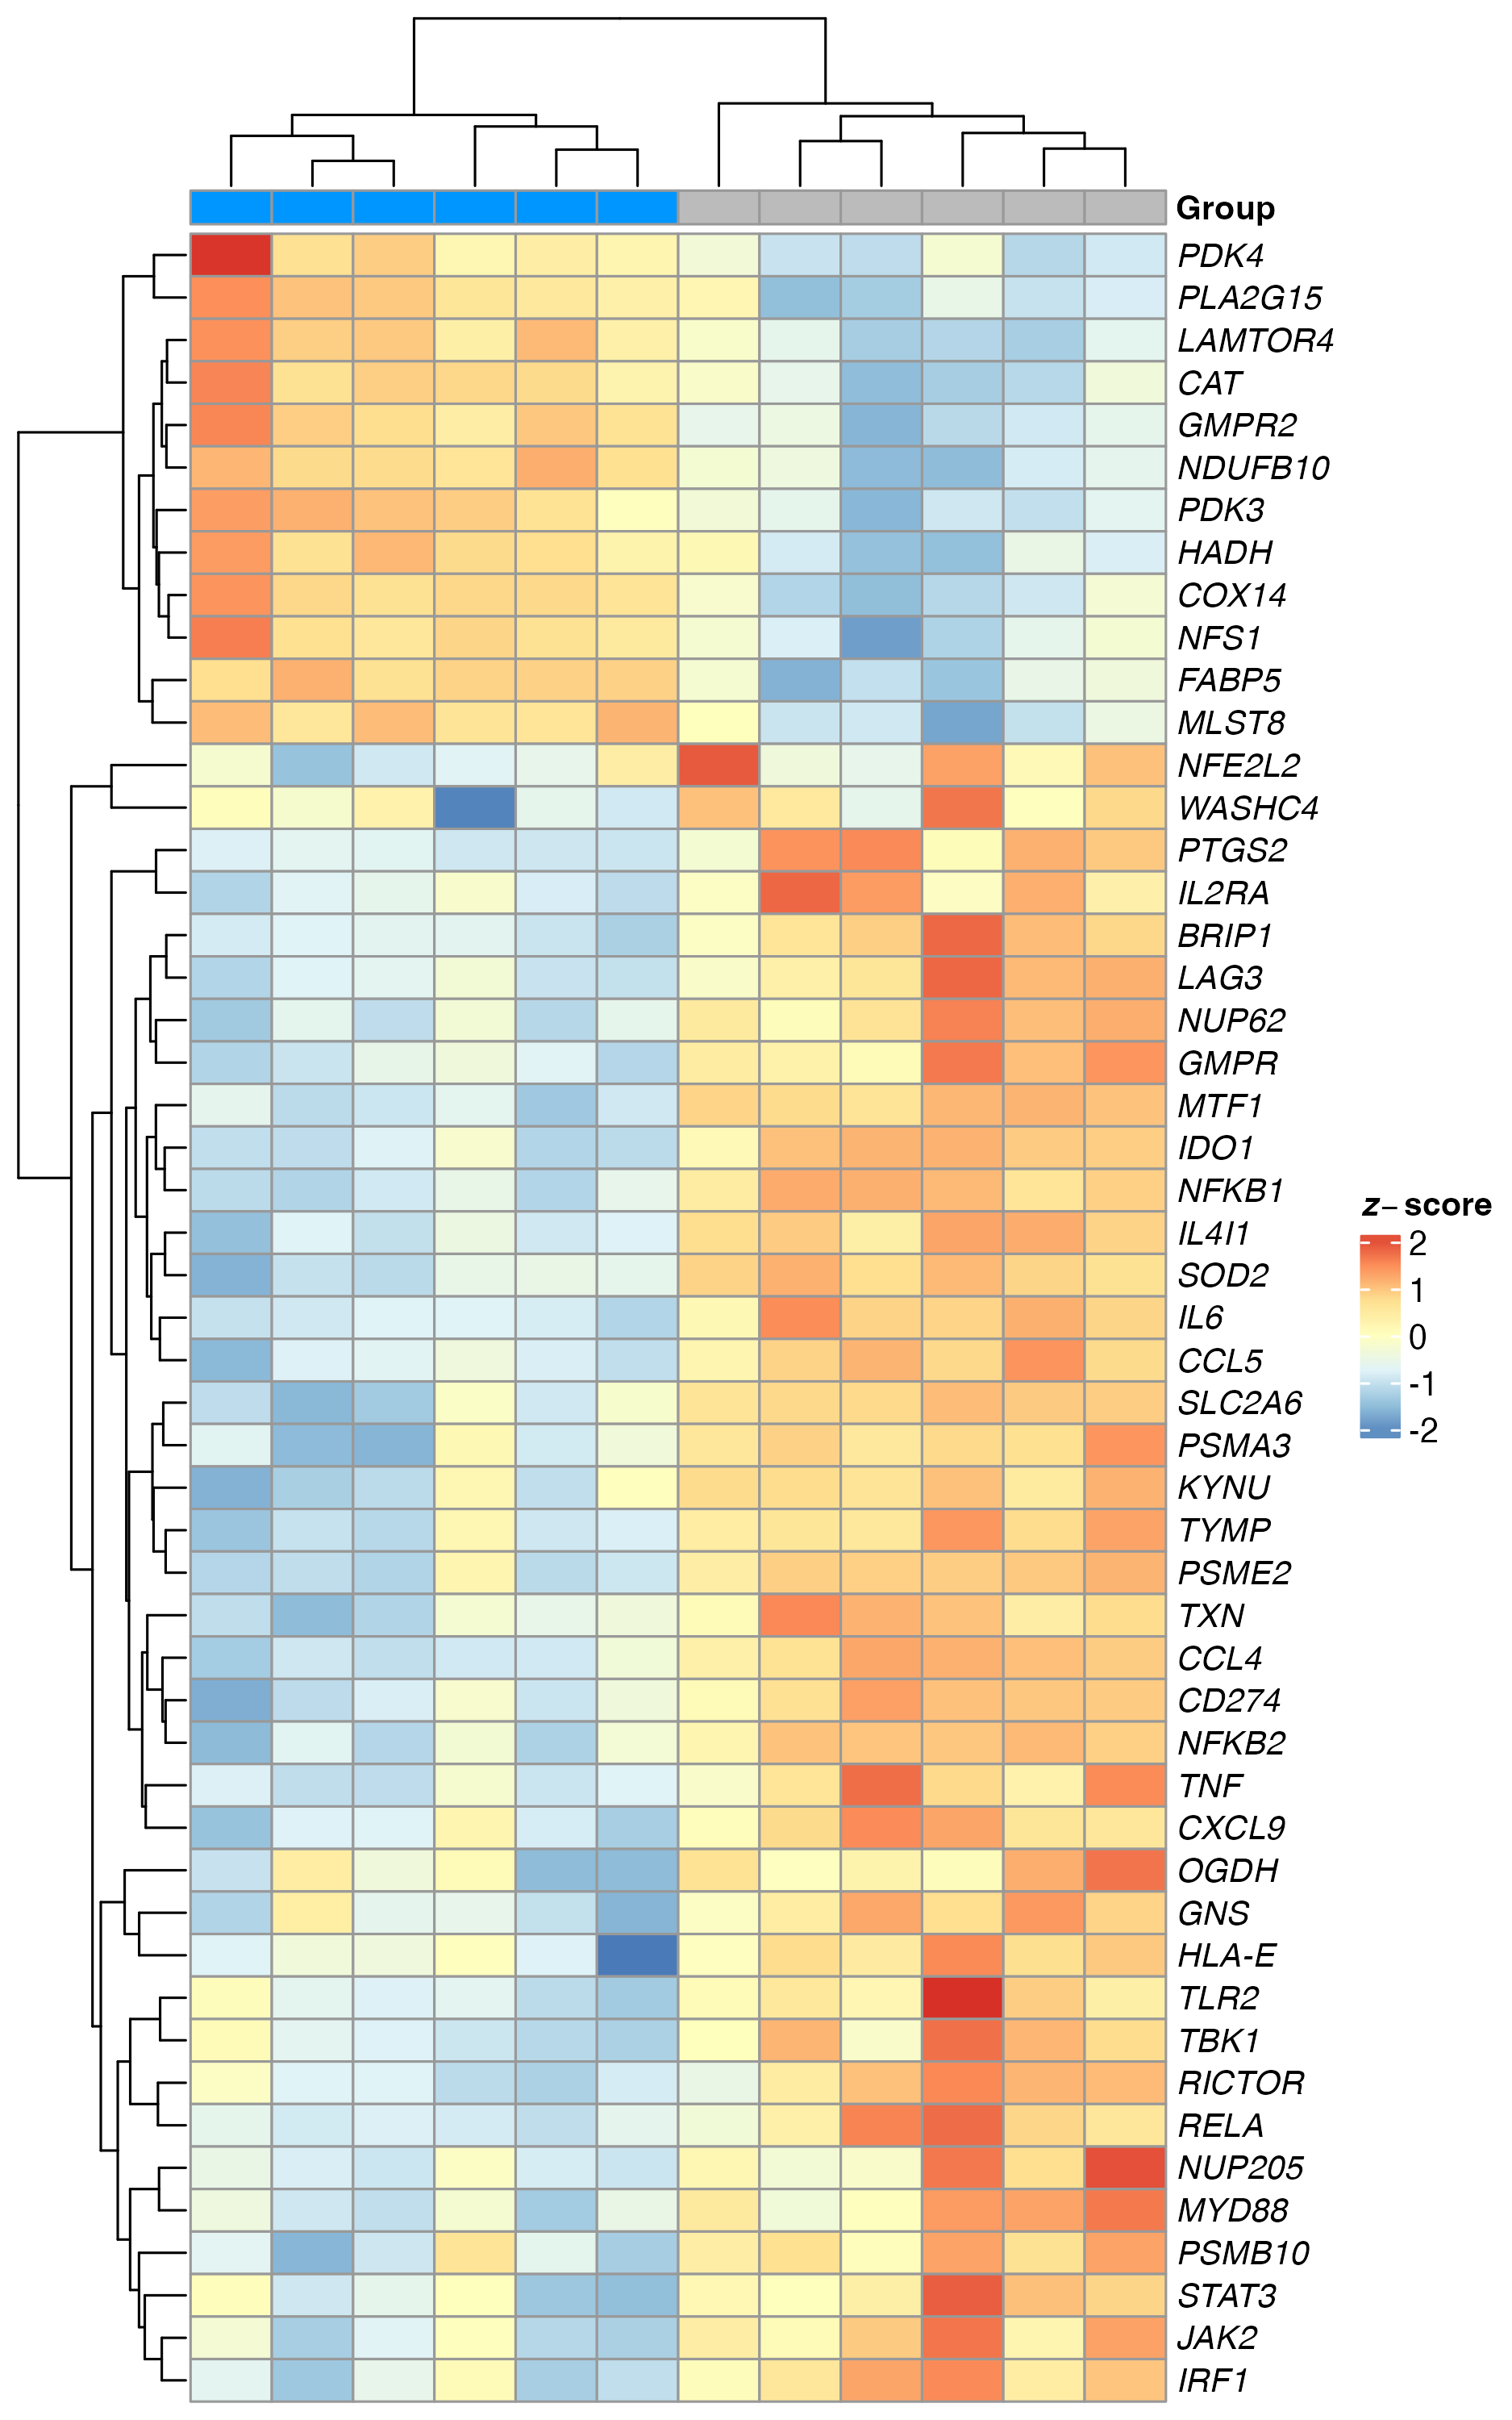 Group
PDK4
PLA2G15
LAMTOR4
CAT
GMPR2
NDUFB10
PDK3
HADH
COX14
NFS1
FABP5
MLST8
NFE2L2
WASHC4
PTGS2
IL2RA
BRIP1
LAG3
NUP62
GMPR
MTF1
IDO1
NFKB1
IL4I1
SOD2
IL6
CCL5
SLC2A6
PSMA3
KYNU
TYMP
PSME2
TXN
CCL4
CD274
NFKB2
TNF
CXCL9
OGDH
GNS
HLA-E
TLR2
TBK1
RICTOR
RELA
NUP205
MYD88
PSMB10
STAT3
JAK2
IRF1
z–score
2
1
0
-1
-2